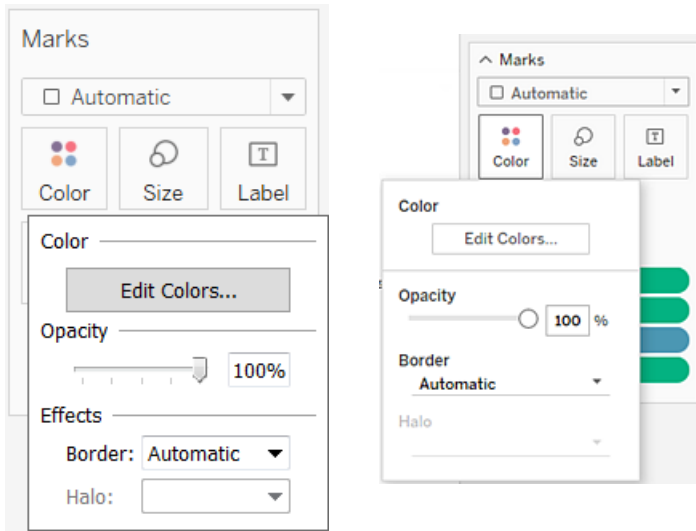 Marks
Automatic
Color Size Label
Color
Edit Colors...
Opacity
100%
Effects
Border: Automatic
Halo:
Marks
Automatic
Color Size Label
Color
Edit Colors...
Opacity
100 %
Border
Automatic
Halo